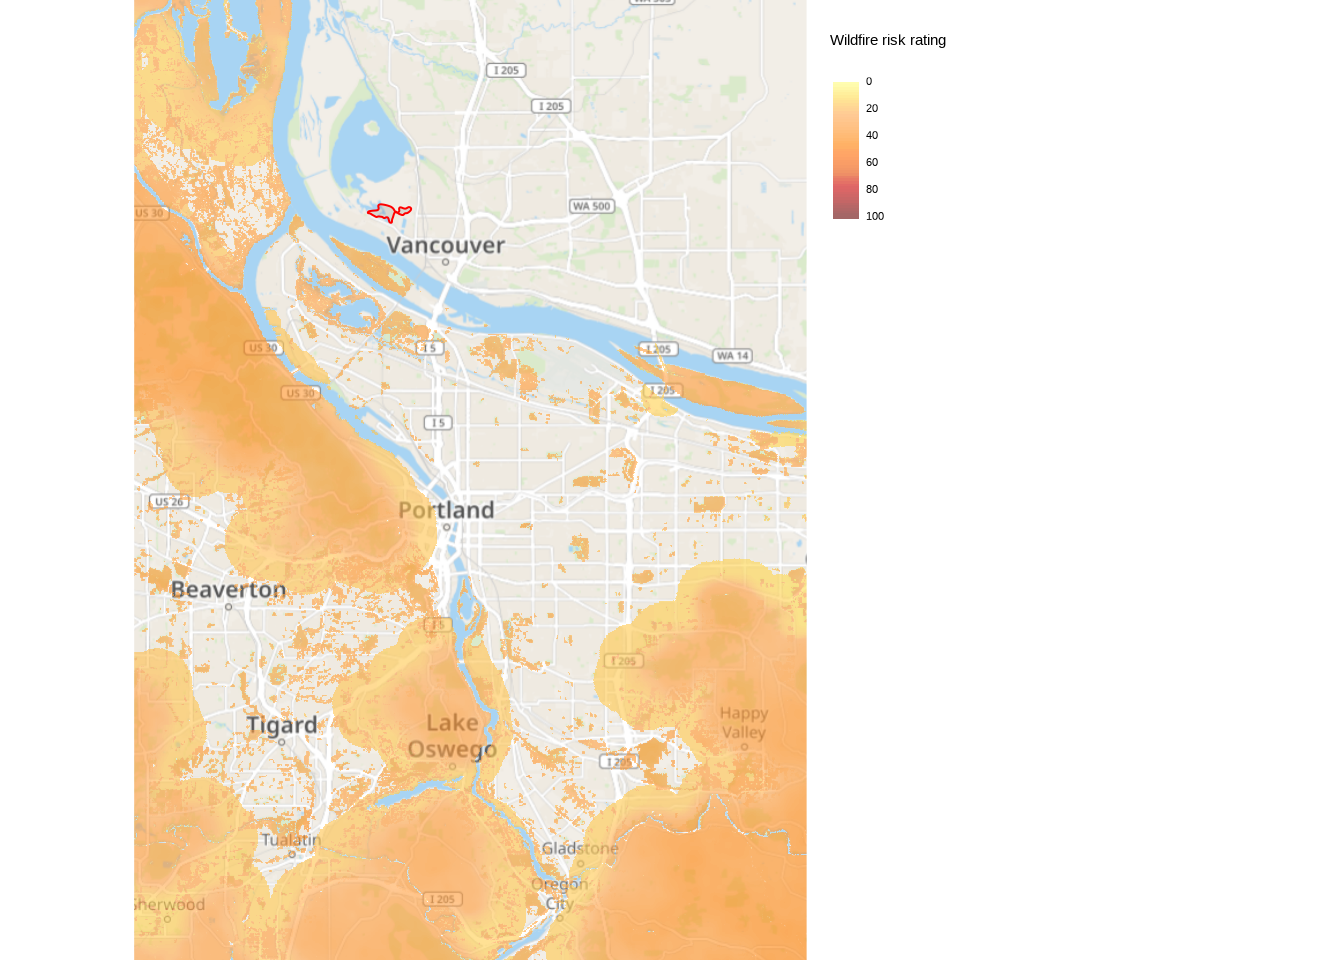 WA 503
I 205
I 205
WA 500
US 30
Vancouver
US 30
I 5
I 205
WA 14
US 30
I 205
I 5
US 26
Portland
Beaverton
I 5
I 205
Happy
Valley
Lake
Oswego
Tigard
I 205
Tualatin
Gladstone
Oregon
City
Sherwood
I 205
Wildfire risk rating
0
20
40
60
80
100